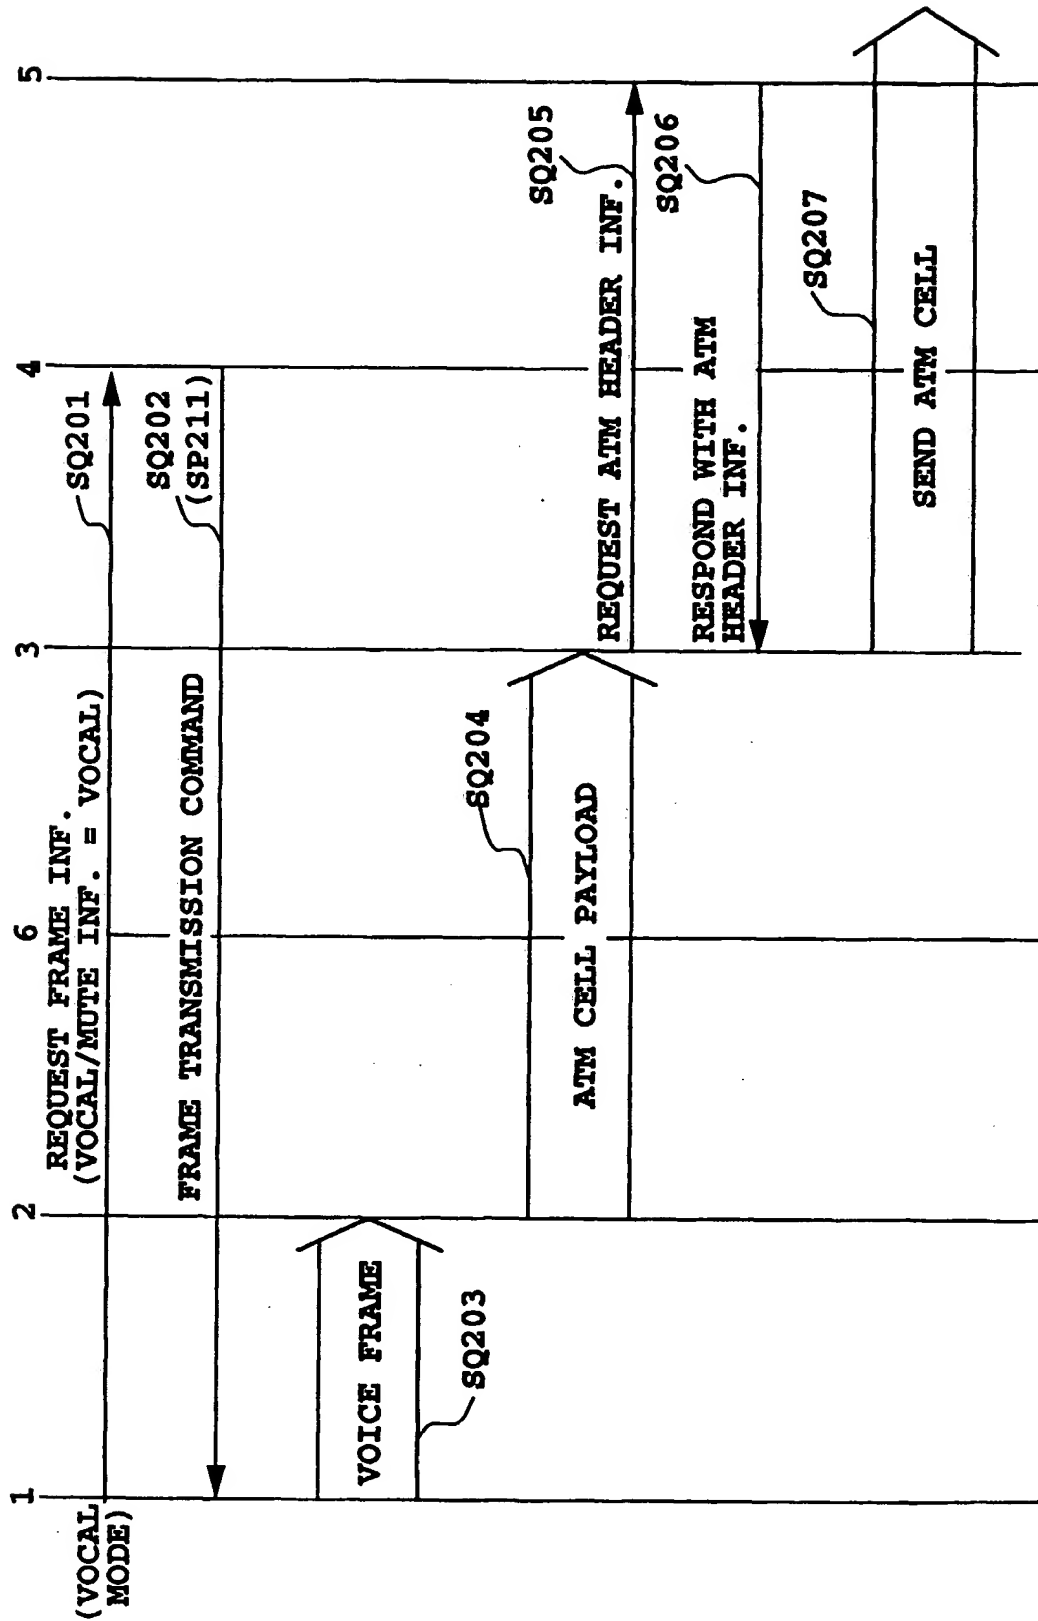 1
2
6
3
4
5
(VOCAL
MODE)
REQUEST FRAME INF.
(VOCAL/MUTE INF. = VOCAL)
SQ201
FRAME TRANSMISSION COMMAND
SQ202
(SP211)
VOICE FRAME
SQ203
ATM CELL PAYLOAD
SQ204
REQUEST ATM HEADER INF.
SQ205
RESPOND WITH ATM
HEADER INF.
SQ206
SEND ATM CELL
SQ207